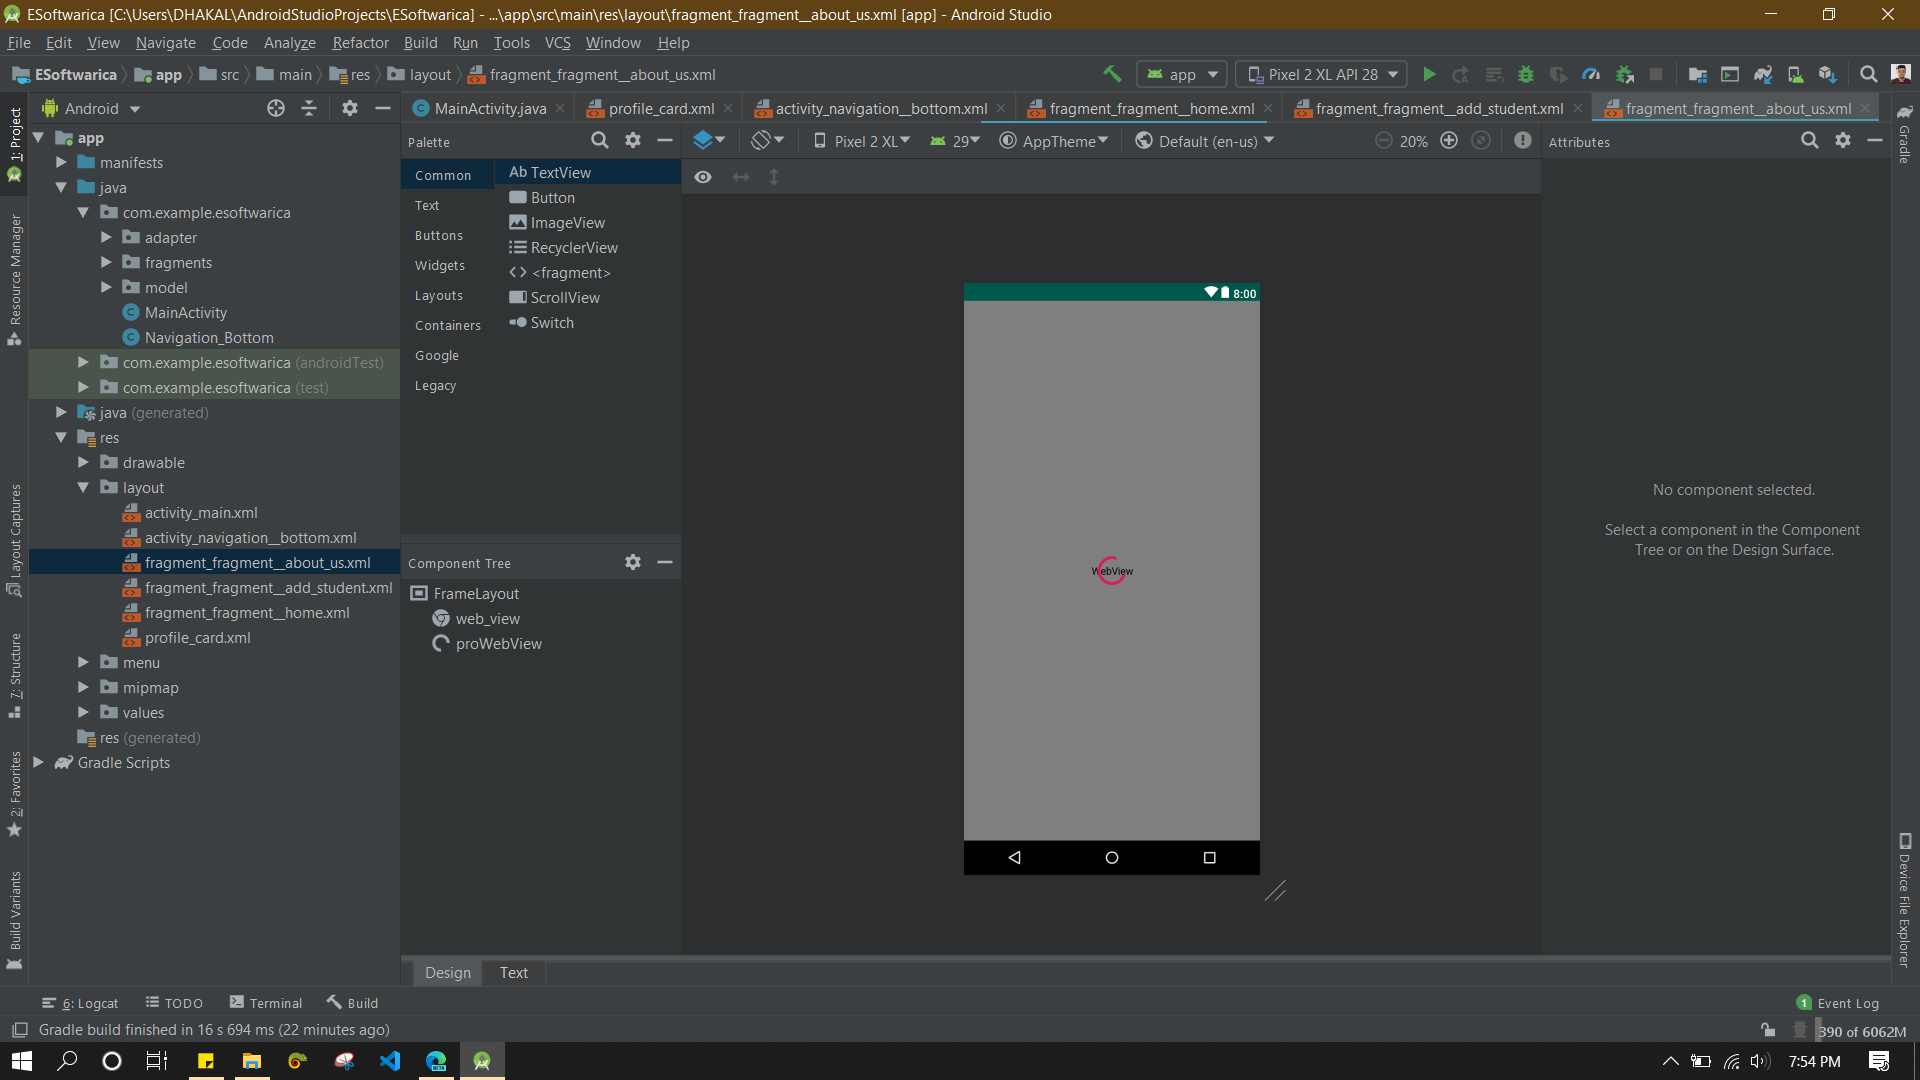 ESoftwarica [C:\Users\DHAKAL\AndroidStudioProjects\ESoftwarica] - ...\app\src\main\res\layout\fragment_fragment__about_us.xml [app] - Android Studio
File Edit View Navigate Code Analyze Refactor Build Run Tools VCS Window Help
ESoftwarica app src main res layout fragment_fragment__about_us.xml
app Pixel 2 XL API 28
1: Project
Resource Manager
Layout Captures
7: Structure
2: Favorites
Build Variants
Android
app
manifests
java
com.example.esoftwarica
adapter
fragments
model
MainActivity
Navigation_Bottom
com.example.esoftwarica (androidTest)
com.example.esoftwarica (test)
java (generated)
res
drawable
layout
activity_main.xml
activity_navigation__bottom.xml
fragment_fragment__about_us.xml
fragment_fragment__add_student.xml
fragment_fragment__home.xml
profile_card.xml
menu
mipmap
values
res (generated)
Gradle Scripts
MainActivity.java profile_card.xml activity_navigation__bottom.xml fragment_fragment__home.xml fragment_fragment__add_student.xml fragment_fragment__about_us.xml
Palette
Common
Text
Buttons
Widgets
Layouts
Containers
Google
Legacy
Ab TextView
Button
ImageView
RecyclerView
<fragment>
ScrollView
Switch
Component Tree
FrameLayout
web_view
proWebView
Pixel 2 XL 29 AppTheme Default (en-us) 20%
8:00
WebView
Attributes
No component selected.
Select a component in the Component
Tree or on the Design Surface.
Gradle
Device File Explorer
Design Text
6: Logcat TODO Terminal Build
1 Event Log
Gradle build finished in 16 s 694 ms (22 minutes ago)
390 of 6062M
BETA
7:54 PM